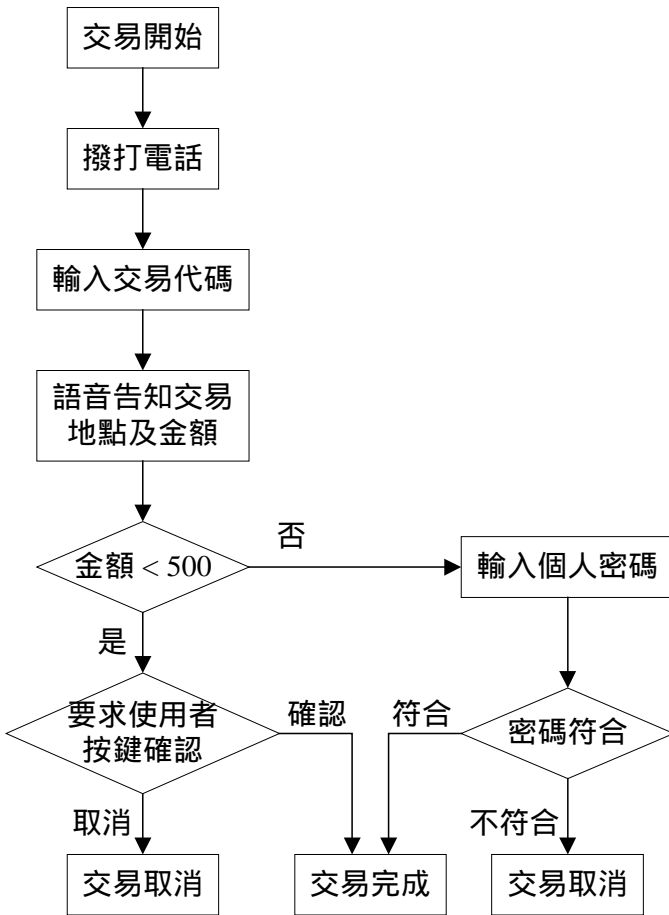 交易開始
撥打電話
輸入交易代碼
語音告知交易
地點及金額
否
金額 < 500
輸入個人密碼
是
要求使用者
按鍵確認
確認
符合
密碼符合
取消
不符合
交易取消
交易完成
交易取消